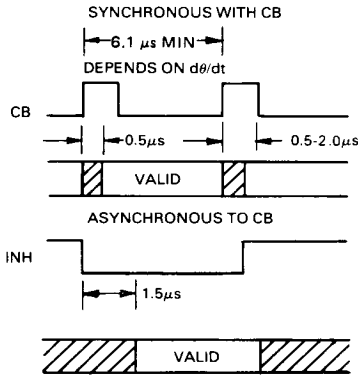 SYNCHRONOUS WITH CB
6.1 μs MIN
DEPENDS ON dθ/dt
CB
0.5μs
0.5-2.0μs
VALID
ASYNCHRONOUS TO CB
INH
1.5μs
VALID